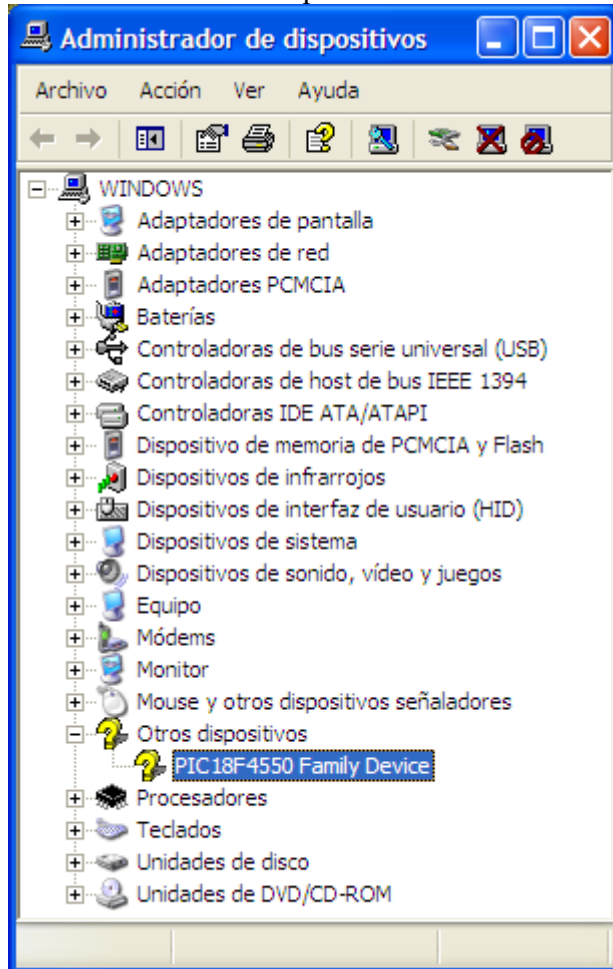 Administrador de dispositivos
Archivo Acción Ver Ayuda
WINDOWS
Adaptadores de pantalla
Adaptadores de red
Adaptadores PCMCIA
Baterías
Controladoras de bus serie universal (USB)
Controladoras de host de bus IEEE 1394
Controladoras IDE ATA/ATAPI
Dispositivo de memoria de PCMCIA y Flash
Dispositivos de infrarrojos
Dispositivos de interfaz de usuario (HID)
Dispositivos de sistema
Dispositivos de sonido, vídeo y juegos
Equipo
Módems
Monitor
Mouse y otros dispositivos señaladores
Otros dispositivos
PIC18F4550 Family Device
Procesadores
Teclados
Unidades de disco
Unidades de DVD/CD-ROM